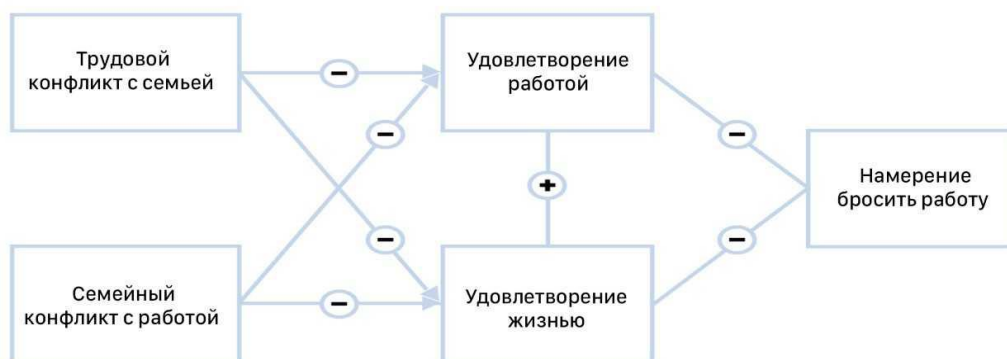 Трудовой
конфликт с семьей
Удовлетворение
работой
Намерение
бросить работу
Семейный
конфликт с работой
Удовлетворение
жизнью
−
−
−
−
+
−
−